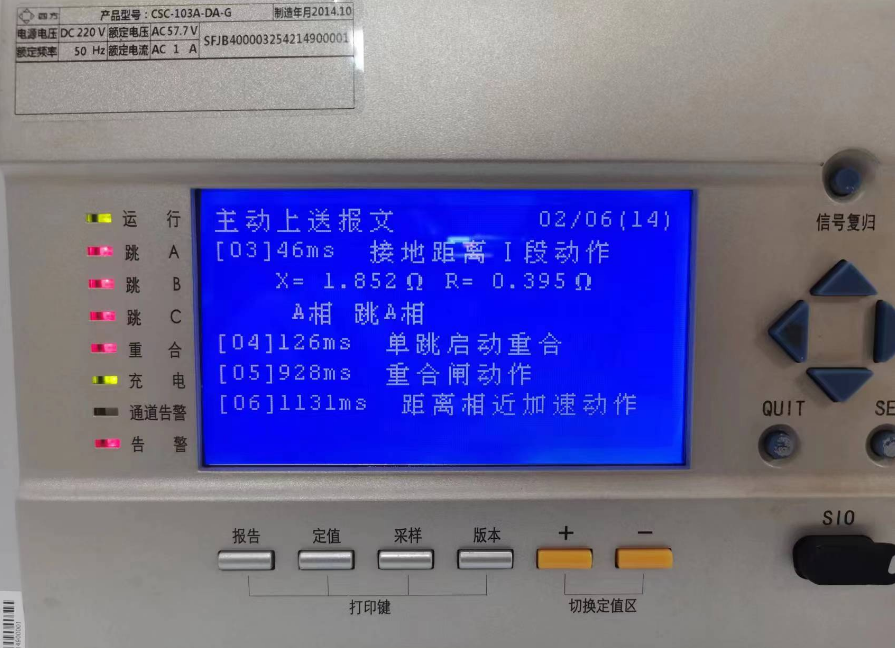 四方 产品型号:CSC-103A-DA-G 制造年月2014.10
电源电压 DC 220 V 额定电压 AC 57.7 V SFJB400003254214900001
额定频率 50 Hz 额定电流 AC 1 A
主动上送报文 02/06(14)
[03]46ms 接地距离Ⅰ段动作
X= 1.852Ω R= 0.395Ω
A相 跳A相
[04]126ms 单跳启动重合
[05]928ms 重合闸动作
[06]1131ms 距离相近加速动作
运行
跳A
跳B
跳C
重合
充电
通道告警
告警
信号复归
QUIT
SE
SIO
报告 定值 采样 版本 + −
打印键 切换定值区